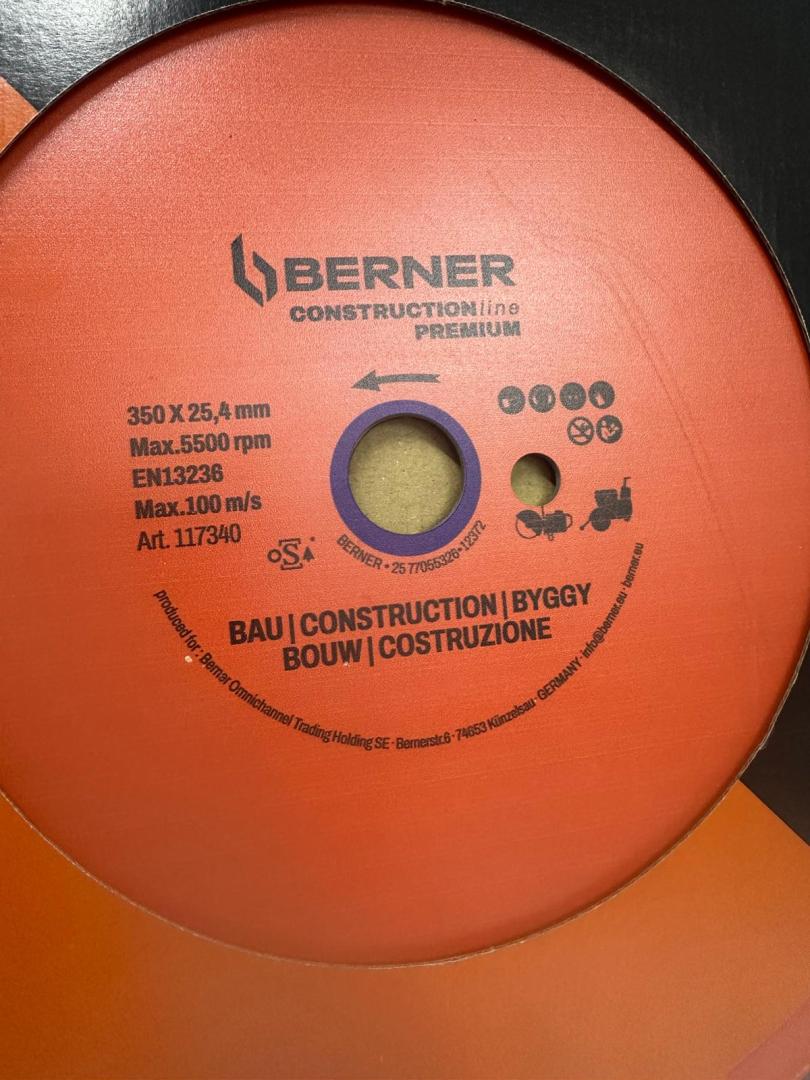 BERNER
CONSTRUCTIONline
PREMIUM
350 X 25,4 mm
Max.5500 rpm
EN13236
Max.100 m/s
Art. 117340
oSa
BERNER • 25 77055326 • 12372
BAU | CONSTRUCTION | BYGGY
BOUW | COSTRUZIONE
produced for: Berner Omnichannel Trading Holding SE · Bernerstr.6 · 74653 Künzelsau · GERMANY · info@berner.eu · berner.eu